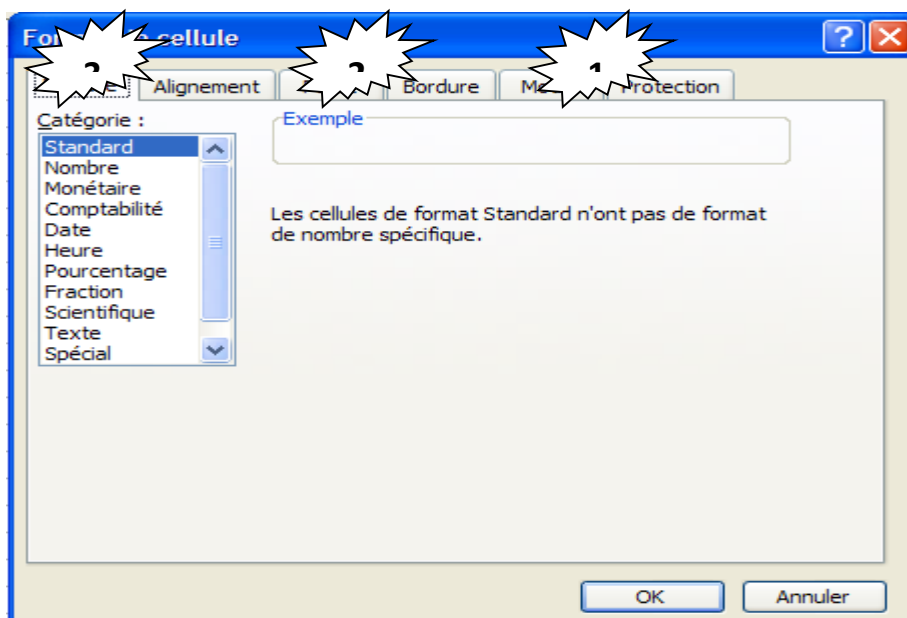 cellule
Alignement
Bordure
Protection
Catégorie :
Exemple
Standard
Nombre
Monétaire
Comptabilité
Date
Heure
Pourcentage
Fraction
Scientifique
Texte
Spécial
Les cellules de format Standard n'ont pas de format
de nombre spécifique.
OK
Annuler